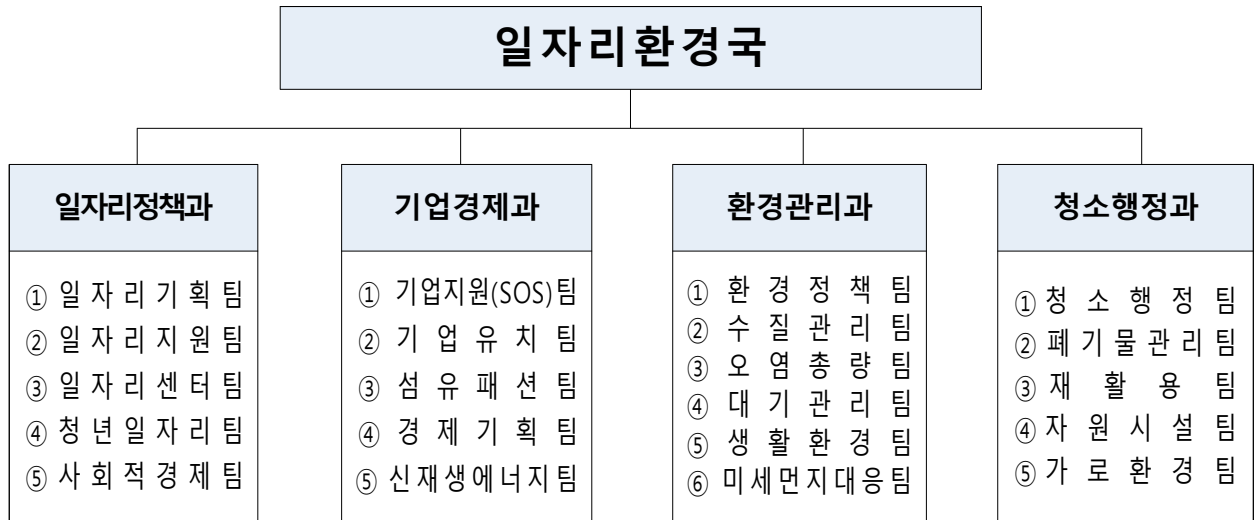 일자리환경국
일자리정책과
① 일자리기획팀
② 일자리지원팀
③ 일자리센터팀
④ 청년일자리팀
⑤ 사회적경제팀
기업경제과
① 기업지원(SOS)팀
② 기업유치팀
③ 섬유패션팀
④ 경제기획팀
⑤ 신재생에너지팀
환경관리과
① 환경정책팀
② 수질관리팀
③ 오염총량팀
④ 대기관리팀
⑤ 생활환경팀
⑥ 미세먼지대응팀
청소행정과
① 청소행정팀
② 폐기물관리팀
③ 재활용팀
④ 자원시설팀
⑤ 가로환경팀